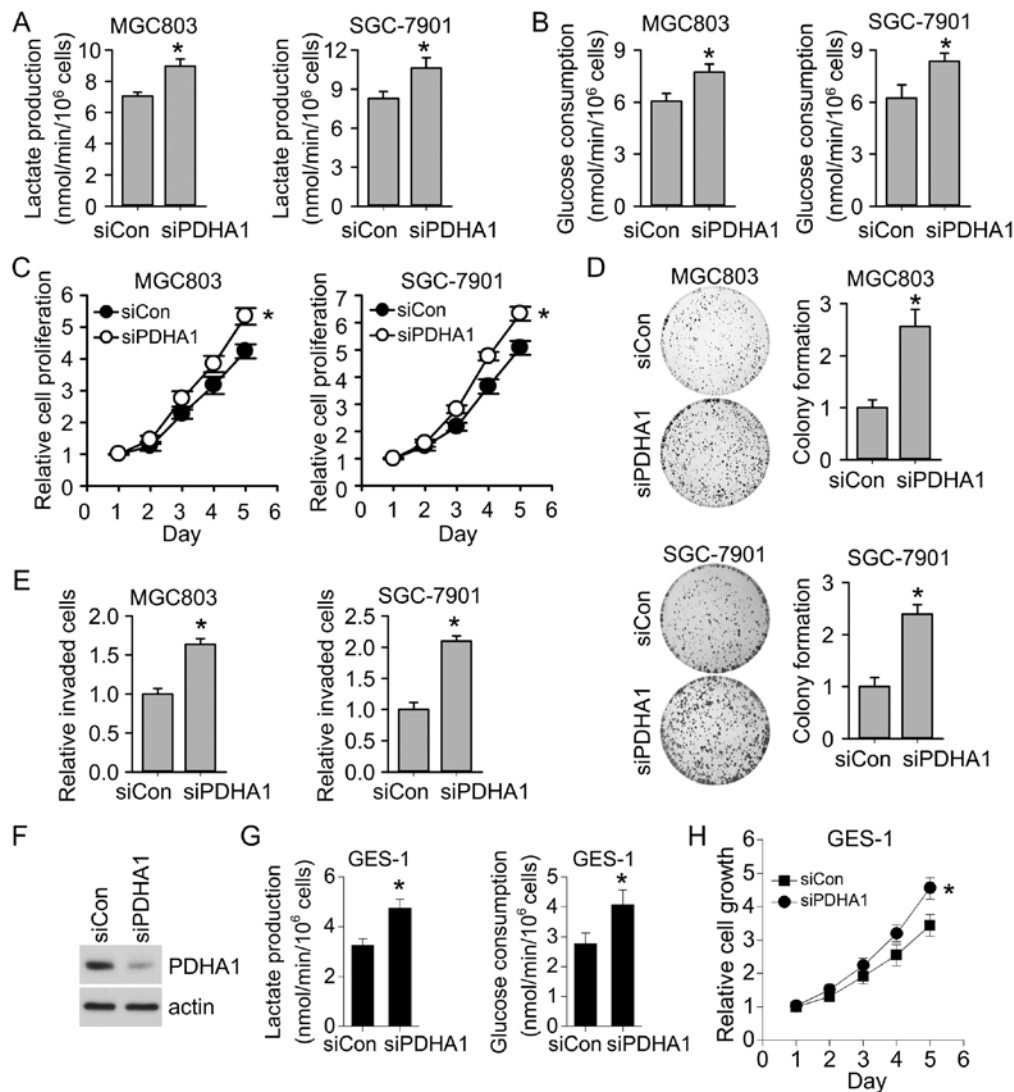 A
MGC803
Lactate production
(nmol/min/10⁶ cells)
10
8
6
4
2
0
*
siCon siPDHA1
SGC-7901
Lactate production
(nmol/min/10⁶ cells)
12
9
6
3
0
*
siCon siPDHA1
B
MGC803
Glucose consumption
(nmol/min/10⁶ cells)
9
6
3
0
*
siCon siPDHA1
SGC-7901
Glucose consumption
(nmol/min/10⁶ cells)
9
6
3
0
*
siCon siPDHA1
C
MGC803
Relative cell proliferation
6
5
4
3
2
1
0
siCon
siPDHA1
*
0 1 2 3 4 5 6
Day
SGC-7901
Relative cell proliferation
7
6
5
4
3
2
1
0
siCon
siPDHA1
*
0 1 2 3 4 5 6
Day
D
MGC803
siCon
siPDHA1
Colony formation
3
2
1
0
*
siCon siPDHA1
SGC-7901
siCon
siPDHA1
Colony formation
3
2
1
0
*
siCon siPDHA1
E
MGC803
Relative invaded cells
2.0
1.5
1.0
0.5
0.0
*
siCon siPDHA1
SGC-7901
Relative invaded cells
2.5
2.0
1.5
1.0
0.5
0.0
*
siCon siPDHA1
F
siCon
siPDHA1
PDHA1
actin
G
GES-1
Lactate production
(nmol/min/10⁶ cells)
6
4
2
0
*
siCon siPDHA1
GES-1
Glucose consumption
(nmol/min/10⁶ cells)
5
4
3
2
1
0
*
siCon siPDHA1
H
GES-1
Relative cell growth
6
5
4
3
2
1
0
siCon
siPDHA1
*
0 1 2 3 4 5 6
Day